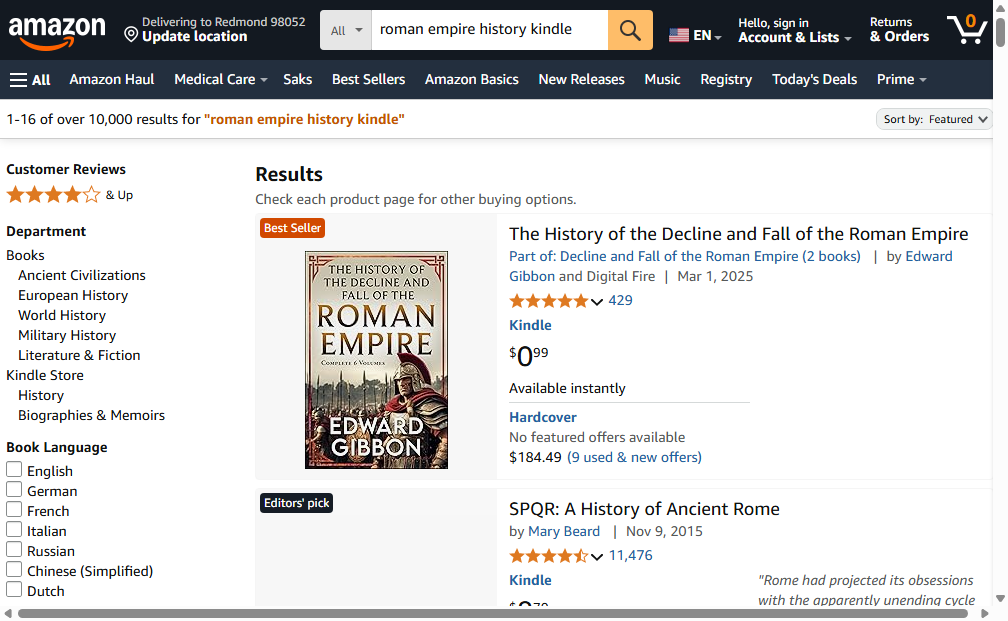 amazon
Delivering to Redmond 98052
Update location
All
roman empire history kindle
EN
Hello, sign in
Account & Lists
Returns
& Orders
0
All
Amazon Haul
Medical Care
Saks
Best Sellers
Amazon Basics
New Releases
Music
Registry
Today's Deals
Prime
1-16 of over 10,000 results for "roman empire history kindle"
Sort by: Featured
Customer Reviews
& Up
Department
Books
Ancient Civilizations
European History
World History
Military History
Literature & Fiction
Kindle Store
History
Biographies & Memoirs
Book Language
English
German
French
Italian
Russian
Chinese (Simplified)
Dutch
Results
Check each product page for other buying options.
Best Seller
THE HISTORY OF
THE DECLINE AND
FALL OF THE
ROMAN
EMPIRE
COMPLETE 6 VOLUMES
EDWARD
GIBBON
The History of the Decline and Fall of the Roman Empire
Part of: Decline and Fall of the Roman Empire (2 books) | by Edward
Gibbon and Digital Fire | Mar 1, 2025
429
Kindle
$0.99
Available instantly
Hardcover
No featured offers available
$184.49 (9 used & new offers)
Editors' pick
SPQR: A History of Ancient Rome
by Mary Beard | Nov 9, 2015
11,476
Kindle
"Rome had projected its obsessions
with the apparently unending cycle